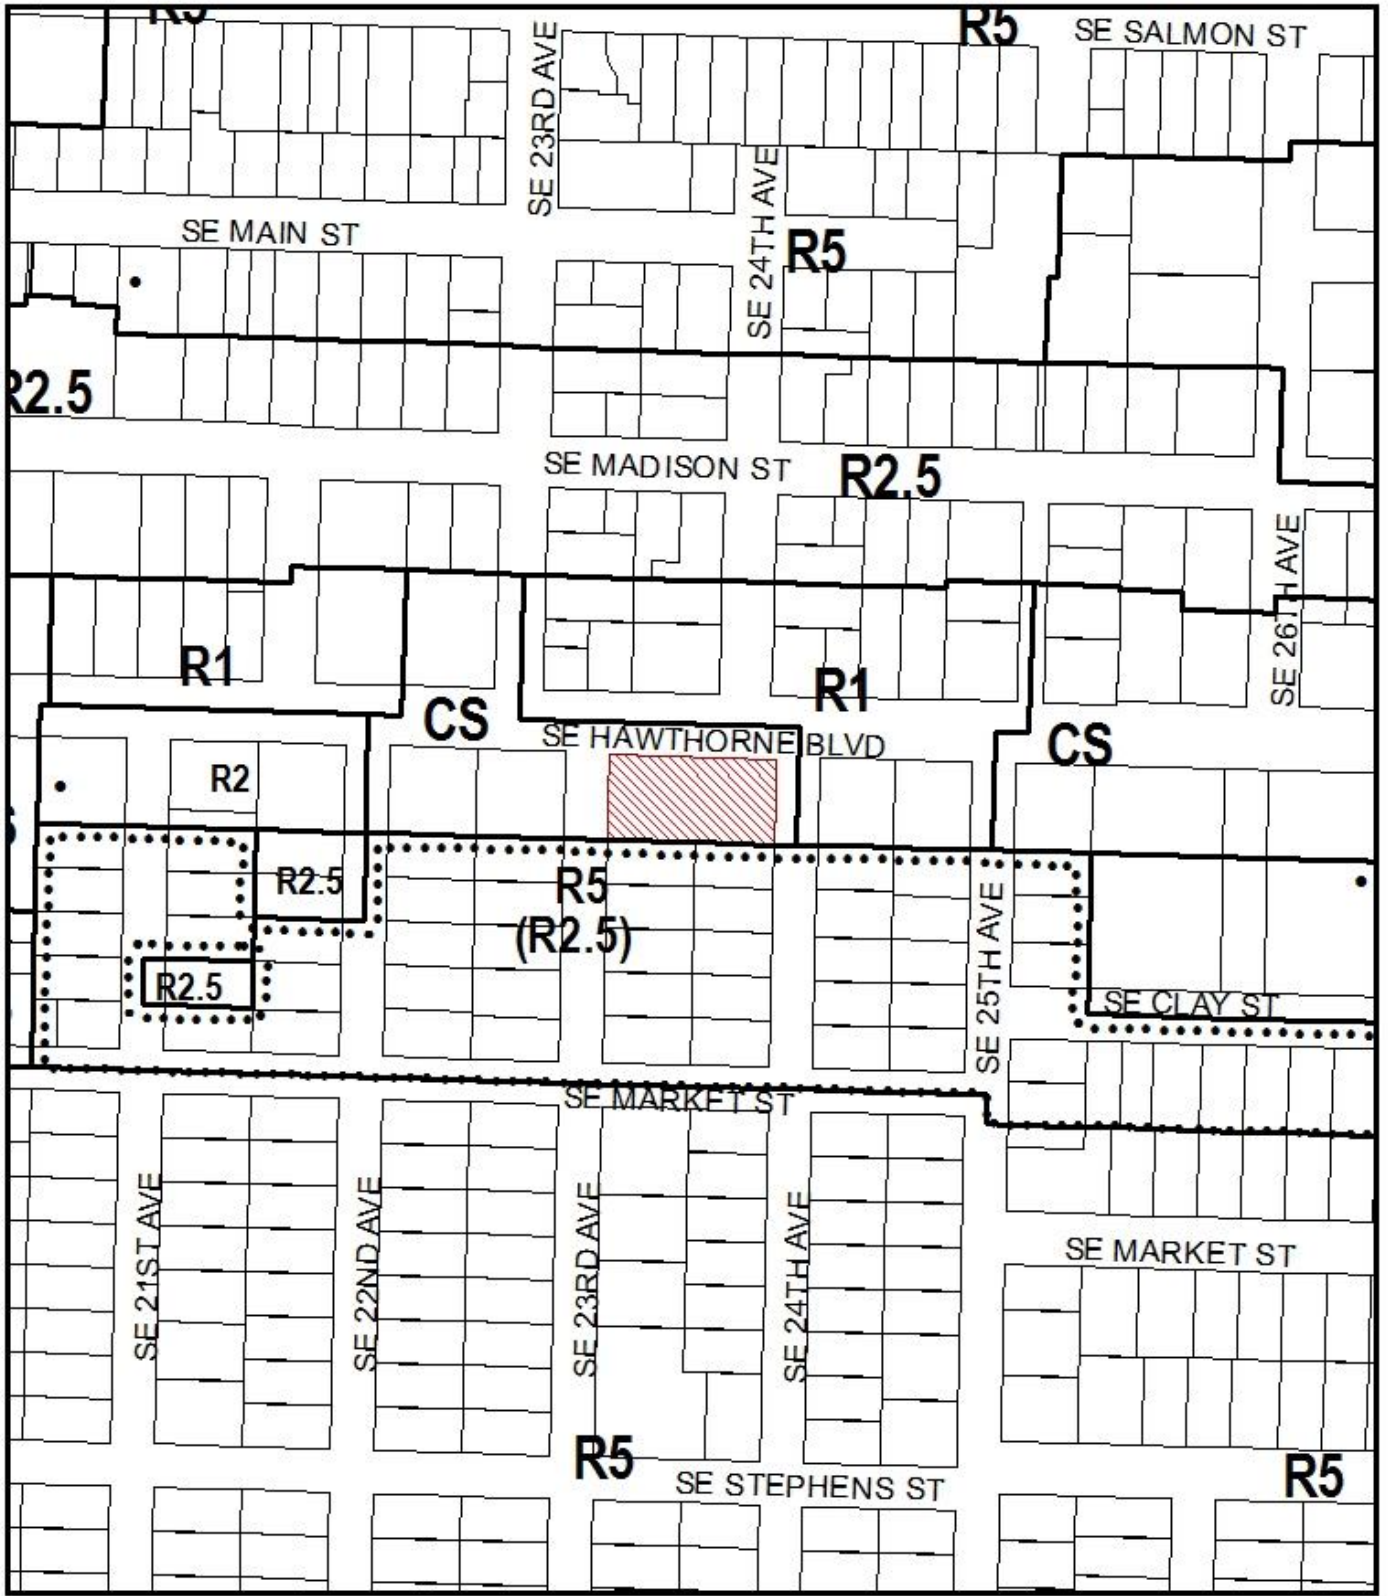 R5
R5
SE SALMON ST
SE 23RD AVE
SE 24TH AVE
SE MAIN ST
R5
R2.5
SE MADISON ST
R2.5
SE 26TH AVE
R1
R1
CS
SE HAWTHORNE BLVD
CS
R2
R2.5
R5
(R2.5)
SE 25TH AVE
R2.5
SE CLAY ST
SE MARKET ST
SE 21ST AVE
SE 22ND AVE
SE 23RD AVE
SE 24TH AVE
SE MARKET ST
R5
SE STEPHENS ST
R5